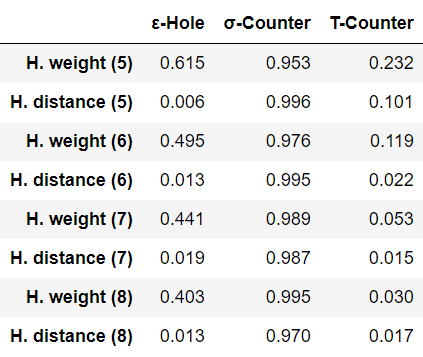 ε-Hole σ-Counter T-Counter
H. weight (5) 0.615 0.953 0.232
H. distance (5) 0.006 0.996 0.101
H. weight (6) 0.495 0.976 0.119
H. distance (6) 0.013 0.995 0.022
H. weight (7) 0.441 0.989 0.053
H. distance (7) 0.019 0.987 0.015
H. weight (8) 0.403 0.995 0.030
H. distance (8) 0.013 0.970 0.017